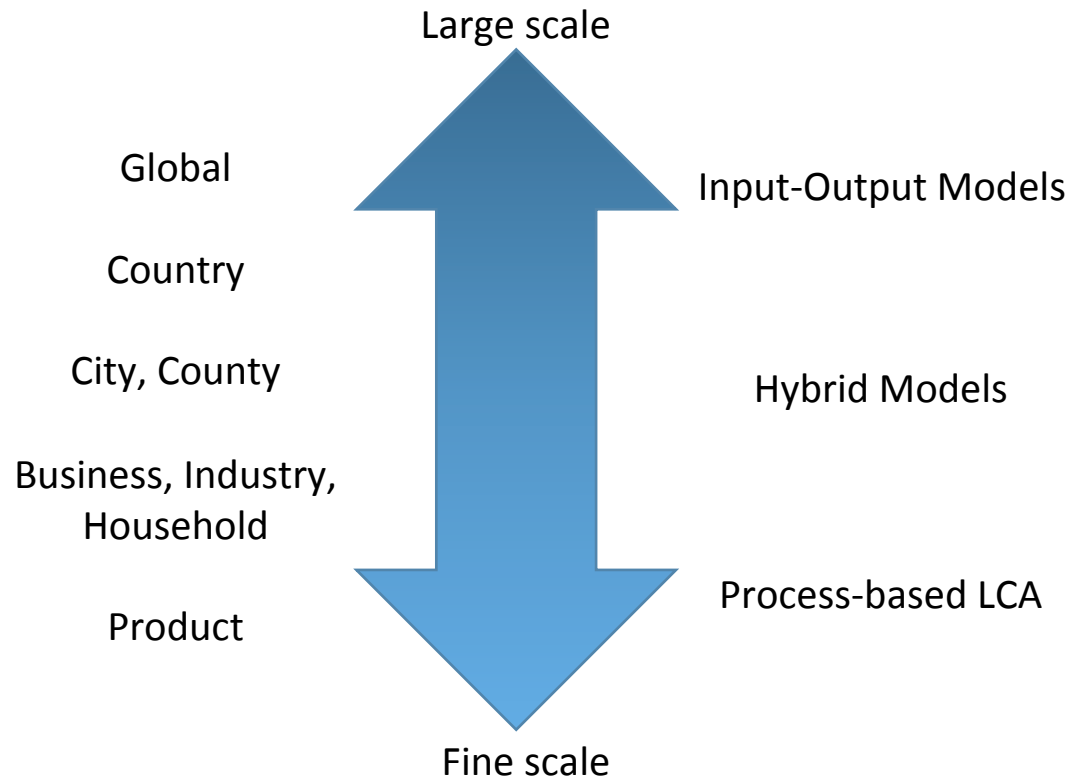 Large scale
Global
Input-Output Models
Country
City, County
Hybrid Models
Business, Industry,
Household
Process-based LCA
Product
Fine scale